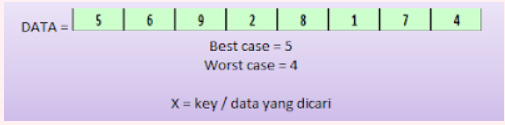 DATA = 5 6 9 2 8 1 7 4
Best case = 5
Worst case = 4
X = key / data yang dicari